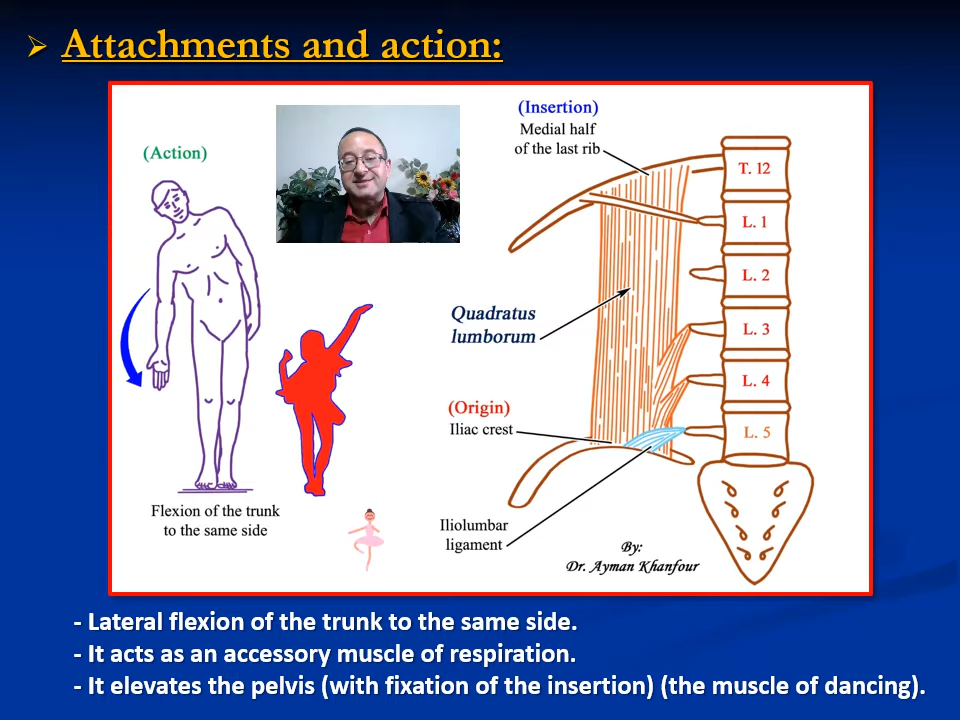 Attachments and action:
(Action)
Flexion of the trunk
to the same side
(Insertion)
Medial half
of the last rib
Quadratus
lumborum
(Origin)
Iliac crest
Iliolumbar
ligament
T. 12
L. 1
L. 2
L. 3
L. 4
L. 5
By:
Dr. Ayman Khanfour
- Lateral flexion of the trunk to the same side.
- It acts as an accessory muscle of respiration.
- It elevates the pelvis (with fixation of the insertion) (the muscle of dancing).